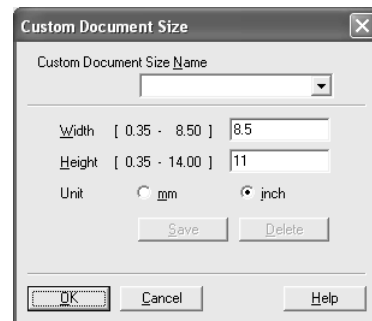 Custom Document Size
Custom Document Size Name
Width [ 0.35 - 8.50 ] 8.5
Height [ 0.35 - 14.00 ] 11
Unit mm inch
Save Delete
OK Cancel Help